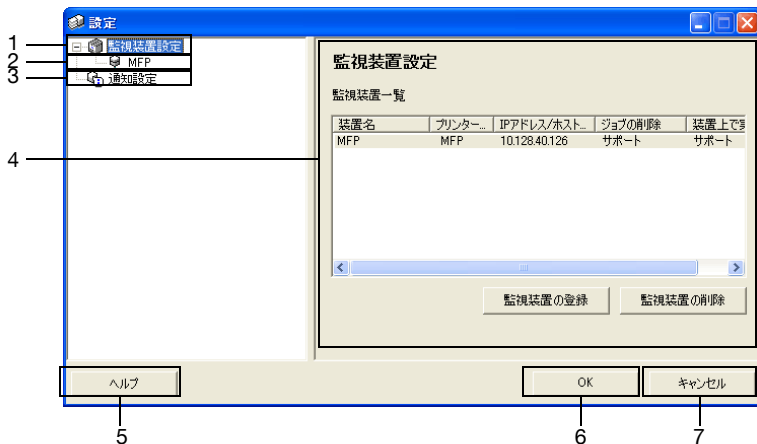 設定
1
監視装置設定
2
MFP
3
通知設定
4
監視装置設定
監視装置一覧
装置名 プリンター... IPアドレス/ホスト... ジョブの削除 装置上で実
MFP MFP 10.128.40.126 サポート サポート
監視装置の登録 監視装置の削除
ヘルプ OK キャンセル
5 6 7